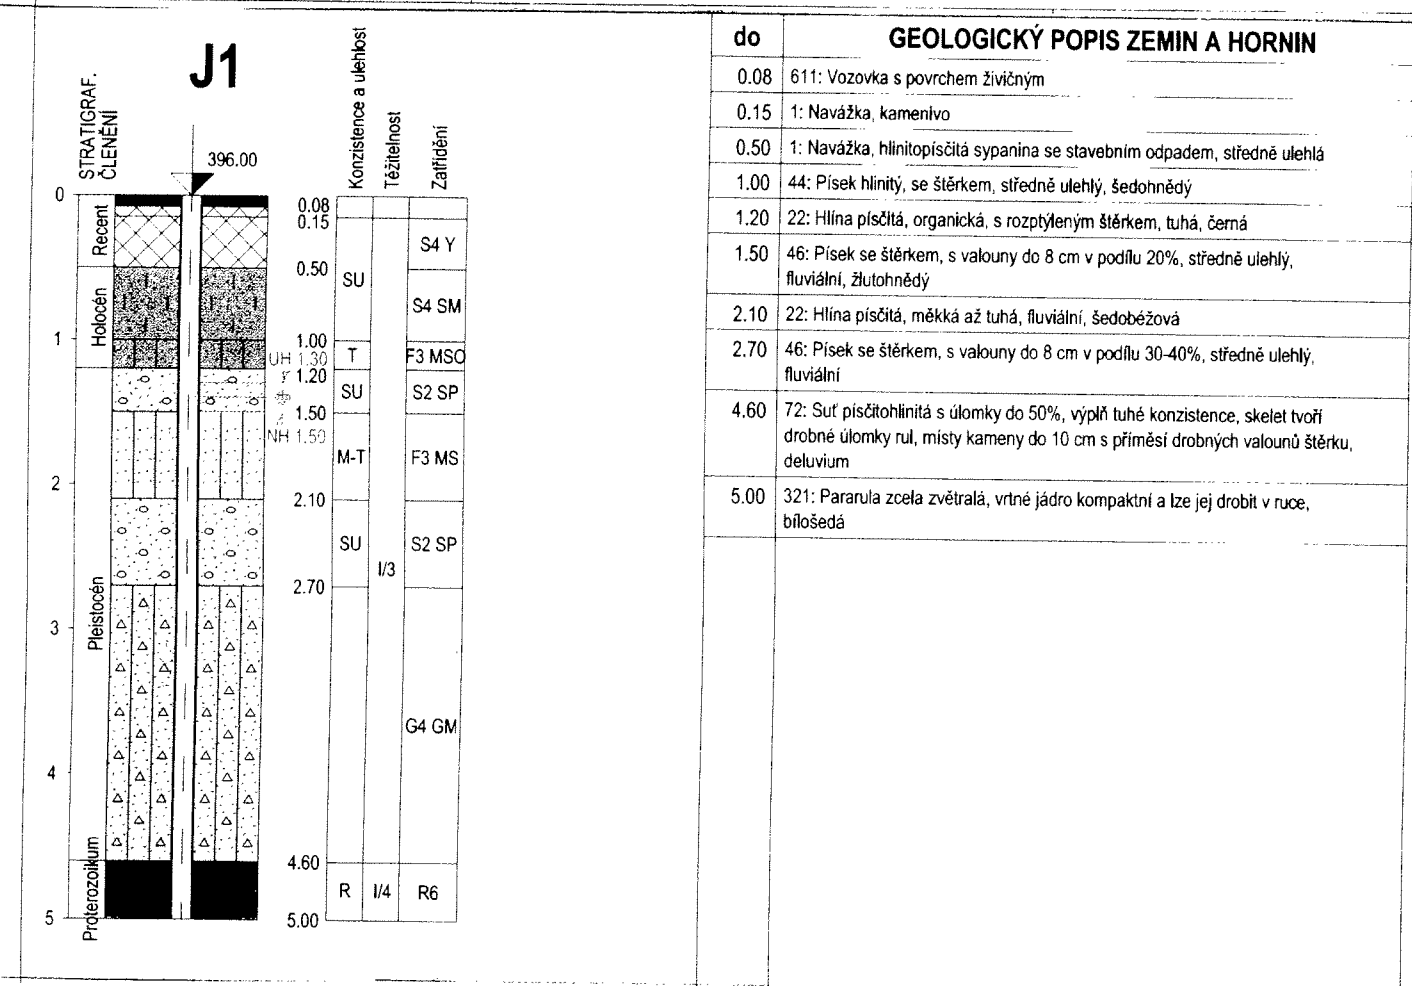 J1
STRATIGRAF.
ČLENĚNÍ
396.00
Konzistence a ulehlost
Těžitelnost
Zatřídění
0
1
2
3
4
5
Recent
Holocén
Pleistocén
Proterozoikum
0.08
0.15
0.50
1.00
UH 1.30
1.20
1.50
NH 1.50
2.10
2.70
4.60
5.00
SU
T
SU
M-T
SU
R
I/3
I/4
S4 Y
S4 SM
F3 MSO
S2 SP
F3 MS
S2 SP
G4 GM
R6
do GEOLOGICKÝ POPIS ZEMIN A HORNIN
0.08 611: Vozovka s povrchem živičným
0.15 1: Navážka, kamenivo
0.50 1: Navážka, hlinitopísčitá sypanina se stavebním odpadem, středně ulehlá
1.00 44: Písek hlinitý, se štěrkem, středně ulehlý, šedohnědý
1.20 22: Hlína písčitá, organická, s rozptýleným štěrkem, tuhá, černá
1.50 46: Písek se štěrkem, s valouny do 8 cm v podílu 20%, středně ulehlý,
fluviální, žlutohnědý
2.10 22: Hlína písčitá, měkká až tuhá, fluviální, šedobéžová
2.70 46: Písek se štěrkem, s valouny do 8 cm v podílu 30-40%, středně ulehlý,
fluviální
4.60 72: Suť písčitohlinitá s úlomky do 50%, výplň tuhé konzistence, skelet tvoří
drobné úlomky rul, místy kameny do 10 cm s příměsí drobných valounů štěrku,
deluvium
5.00 321: Pararula zcela zvětralá, vrtné jádro kompaktní a lze jej drobit v ruce,
bílošedá